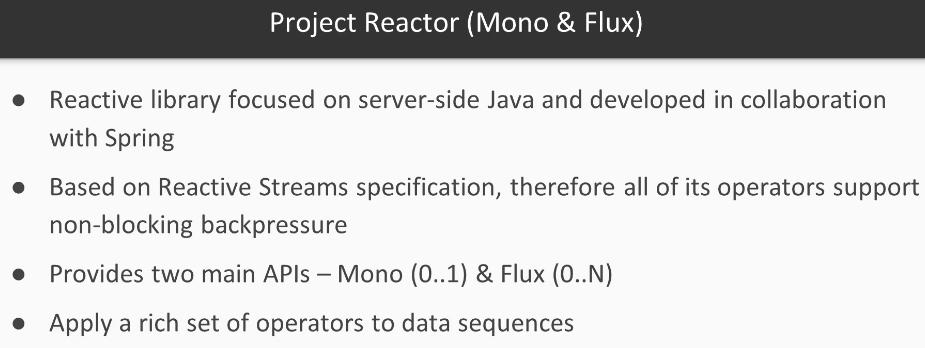 Project Reactor (Mono & Flux)
● Reactive library focused on server-side Java and developed in collaboration
with Spring
● Based on Reactive Streams specification, therefore all of its operators support
non-blocking backpressure
● Provides two main APIs – Mono (0..1) & Flux (0..N)
● Apply a rich set of operators to data sequences